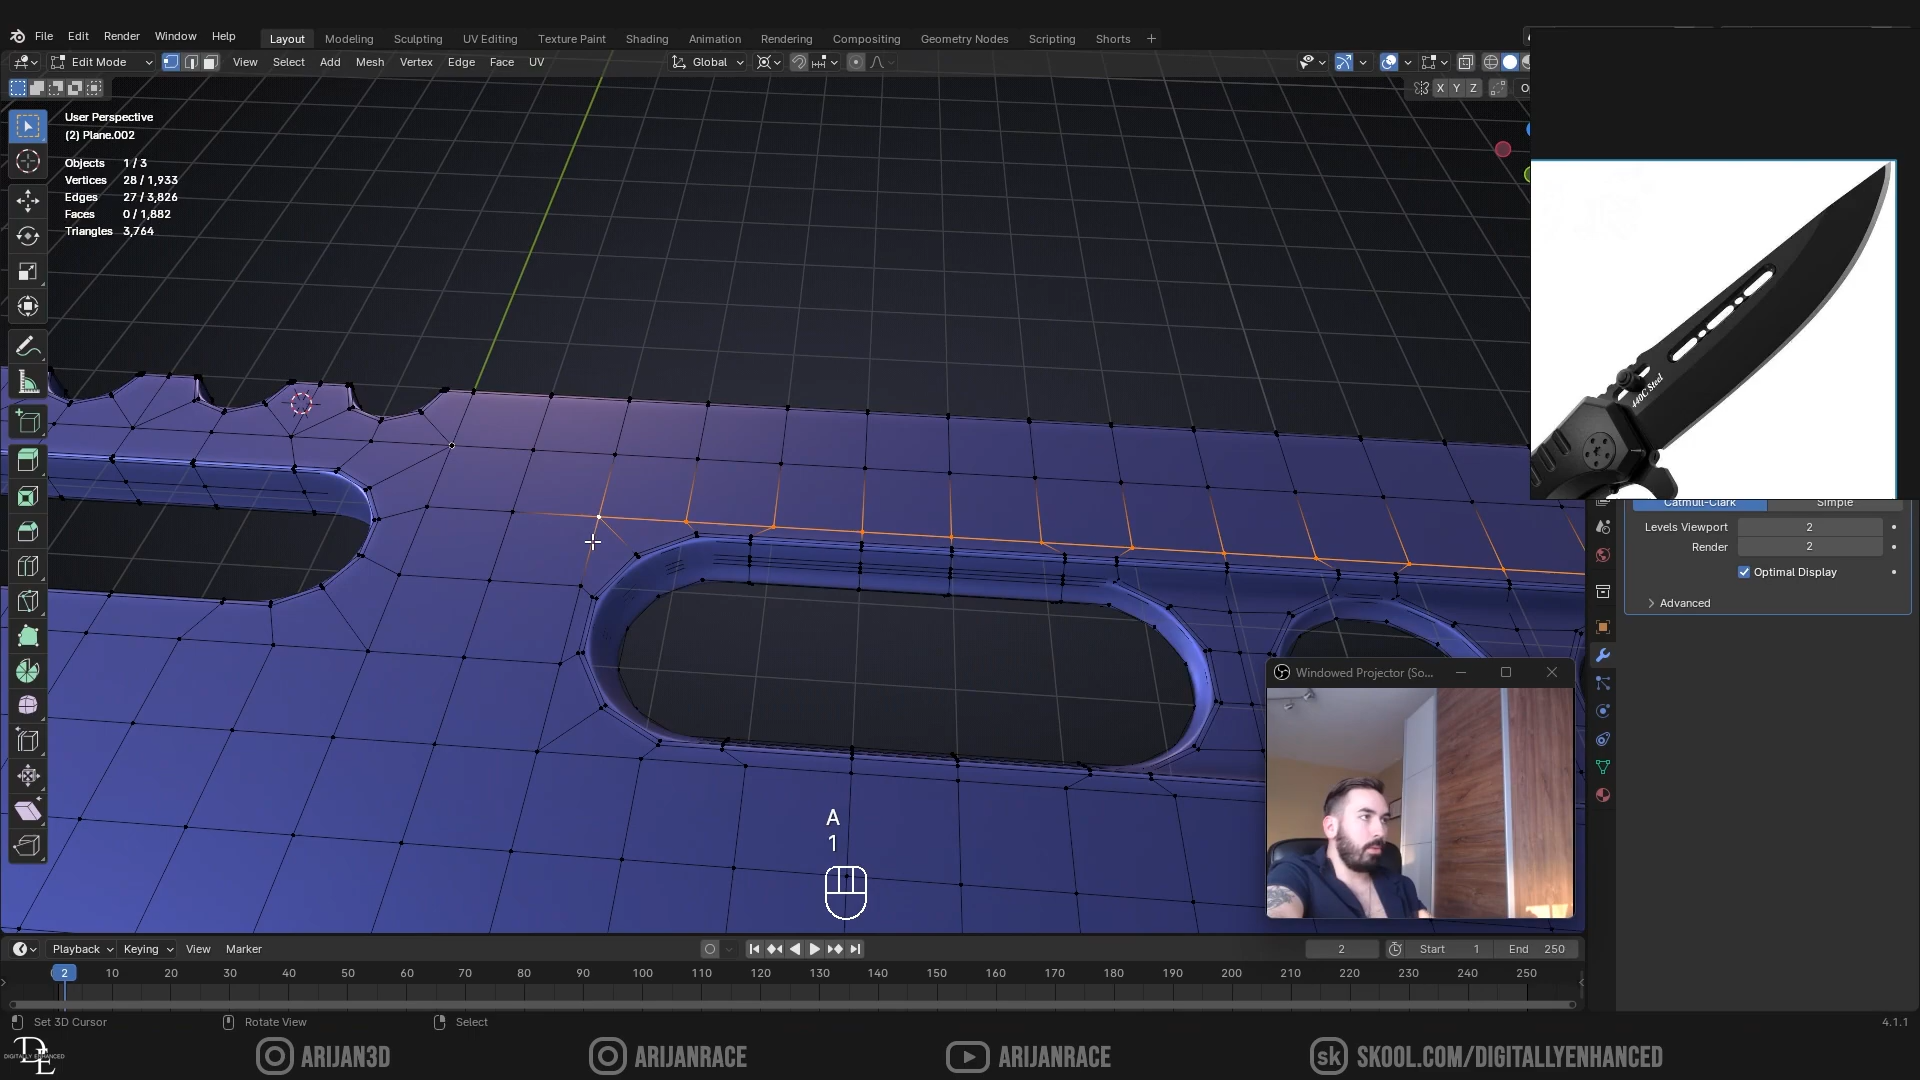 File Edit Render Window Help
Layout Modeling Sculpting UV Editing Texture Paint Shading Animation Rendering Compositing Geometry Nodes Scripting Shorts +
Edit Mode View Select Add Mesh Vertex Edge Face UV Global
X Y Z
User Perspective
(2) Plane.002
Objects 1 / 3
Vertices 28 / 1,933
Edges 27 / 3,826
Faces 0 / 1,882
Triangles 3,764
440C Steel
Catmull-Clark Simple
Levels Viewport 2
Render 2
Optimal Display
Advanced
Windowed Projector (So...
A
1
Playback Keying View Marker 2 Start 1 End 250
2 10 20 30 40 50 60 70 80 90 100 110 120 130 140 150 160 170 180 190 200 210 220 230 240 250
Set 3D Cursor Rotate View Select 4.1.1
DE
DIGITALLY ENHANCED
ARIJAN3D ARIJANRACE ARIJANRACE sk SKOOL.COM/DIGITALLYENHANCED